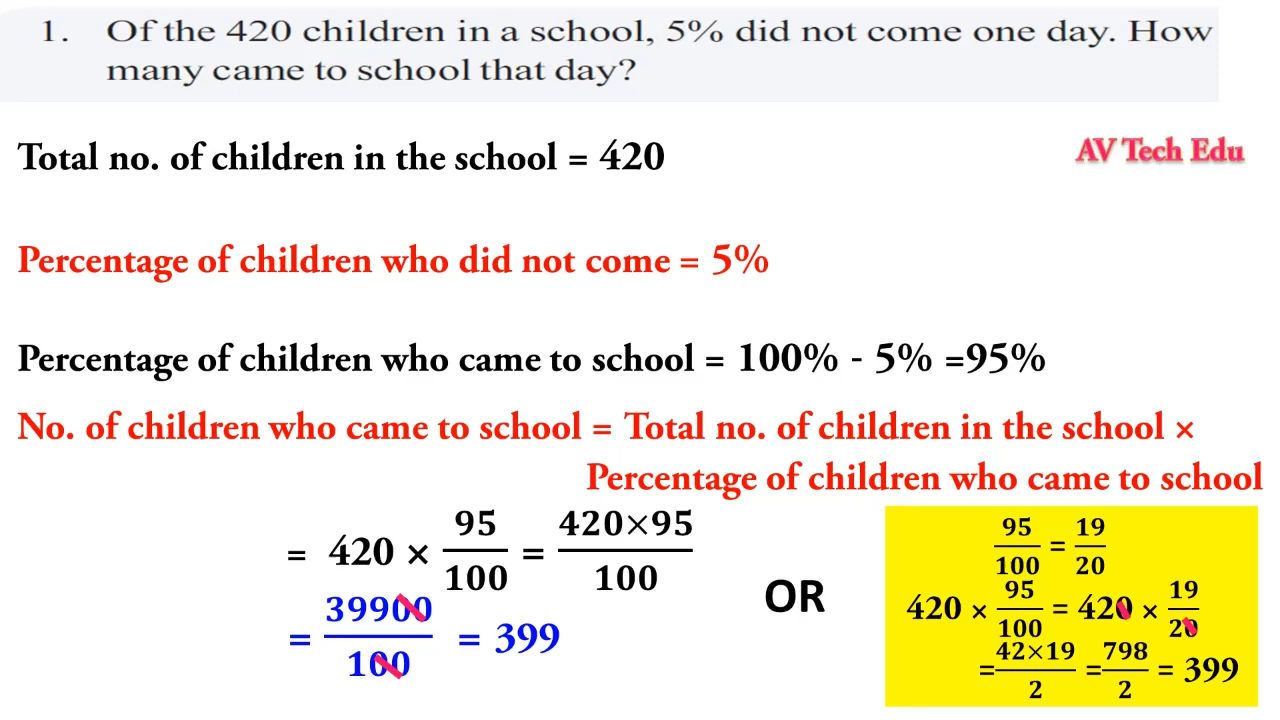 1. Of the 420 children in a school, 5% did not come one day. How
many came to school that day?
Total no. of children in the school = 420
AV Tech Edu
Percentage of children who did not come = 5%
Percentage of children who came to school = 100% - 5% =95%
No. of children who came to school = Total no. of children in the school ×
Percentage of children who came to school
= 420 × 95/100 = 420×95/100
= 39900/100 = 399
OR
95/100 = 19/20
420 × 95/100 = 420 × 19/20
=42×19/2 =798/2 = 399